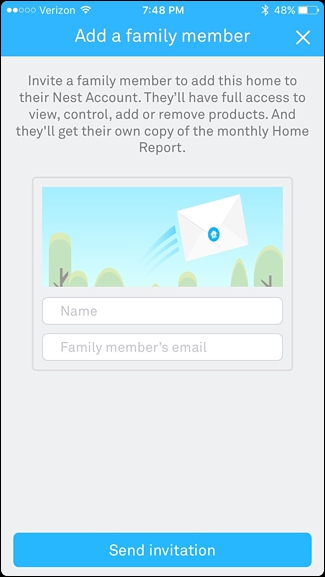 Verizon 7:48 PM 48%
Add a family member
Invite a family member to add this home to
their Nest Account. They'll have full access to
view, control, add or remove products. And
they'll get their own copy of the monthly Home
Report.
Name
Family member's email
Send invitation